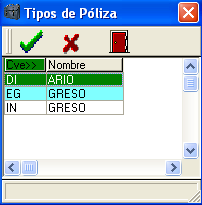 Tipos de Póliza
Cve>> Nombre
DI ARIO
EG GRESO
IN GRESO